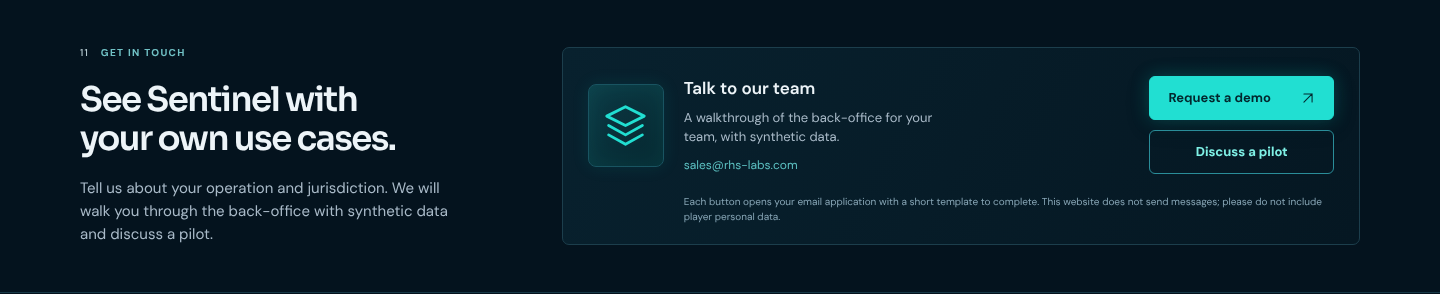 11 GET IN TOUCH
See Sentinel with
your own use cases.
Tell us about your operation and jurisdiction. We will
walk you through the back-office with synthetic data
and discuss a pilot.
Talk to our team
A walkthrough of the back-office for your
team, with synthetic data.
sales@rhs-labs.com
Request a demo
Discuss a pilot
Each button opens your email application with a short template to complete. This website does not send messages; please do not include
player personal data.